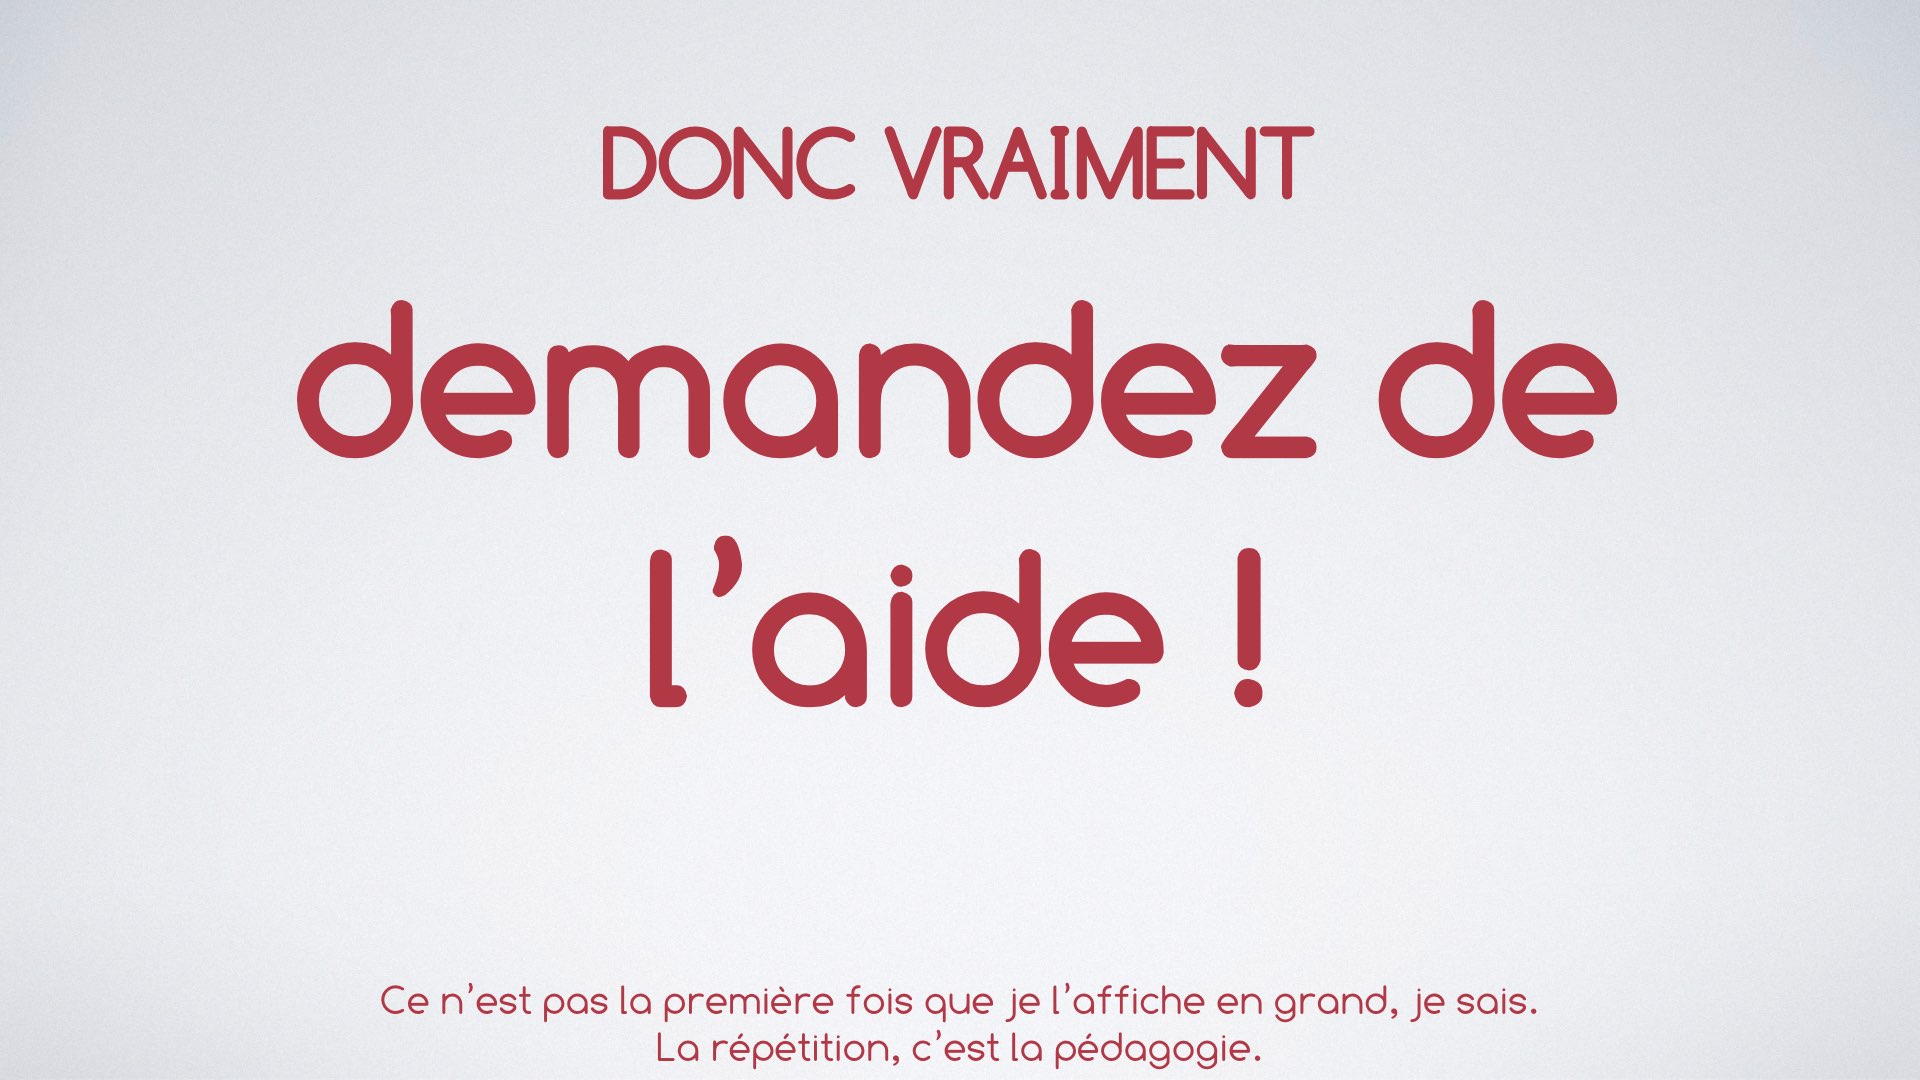 DONC VRAIMENT
demandez de
l’aide !
Ce n’est pas la première fois que je l’affiche en grand, je sais.
La répétition, c’est la pédagogie.